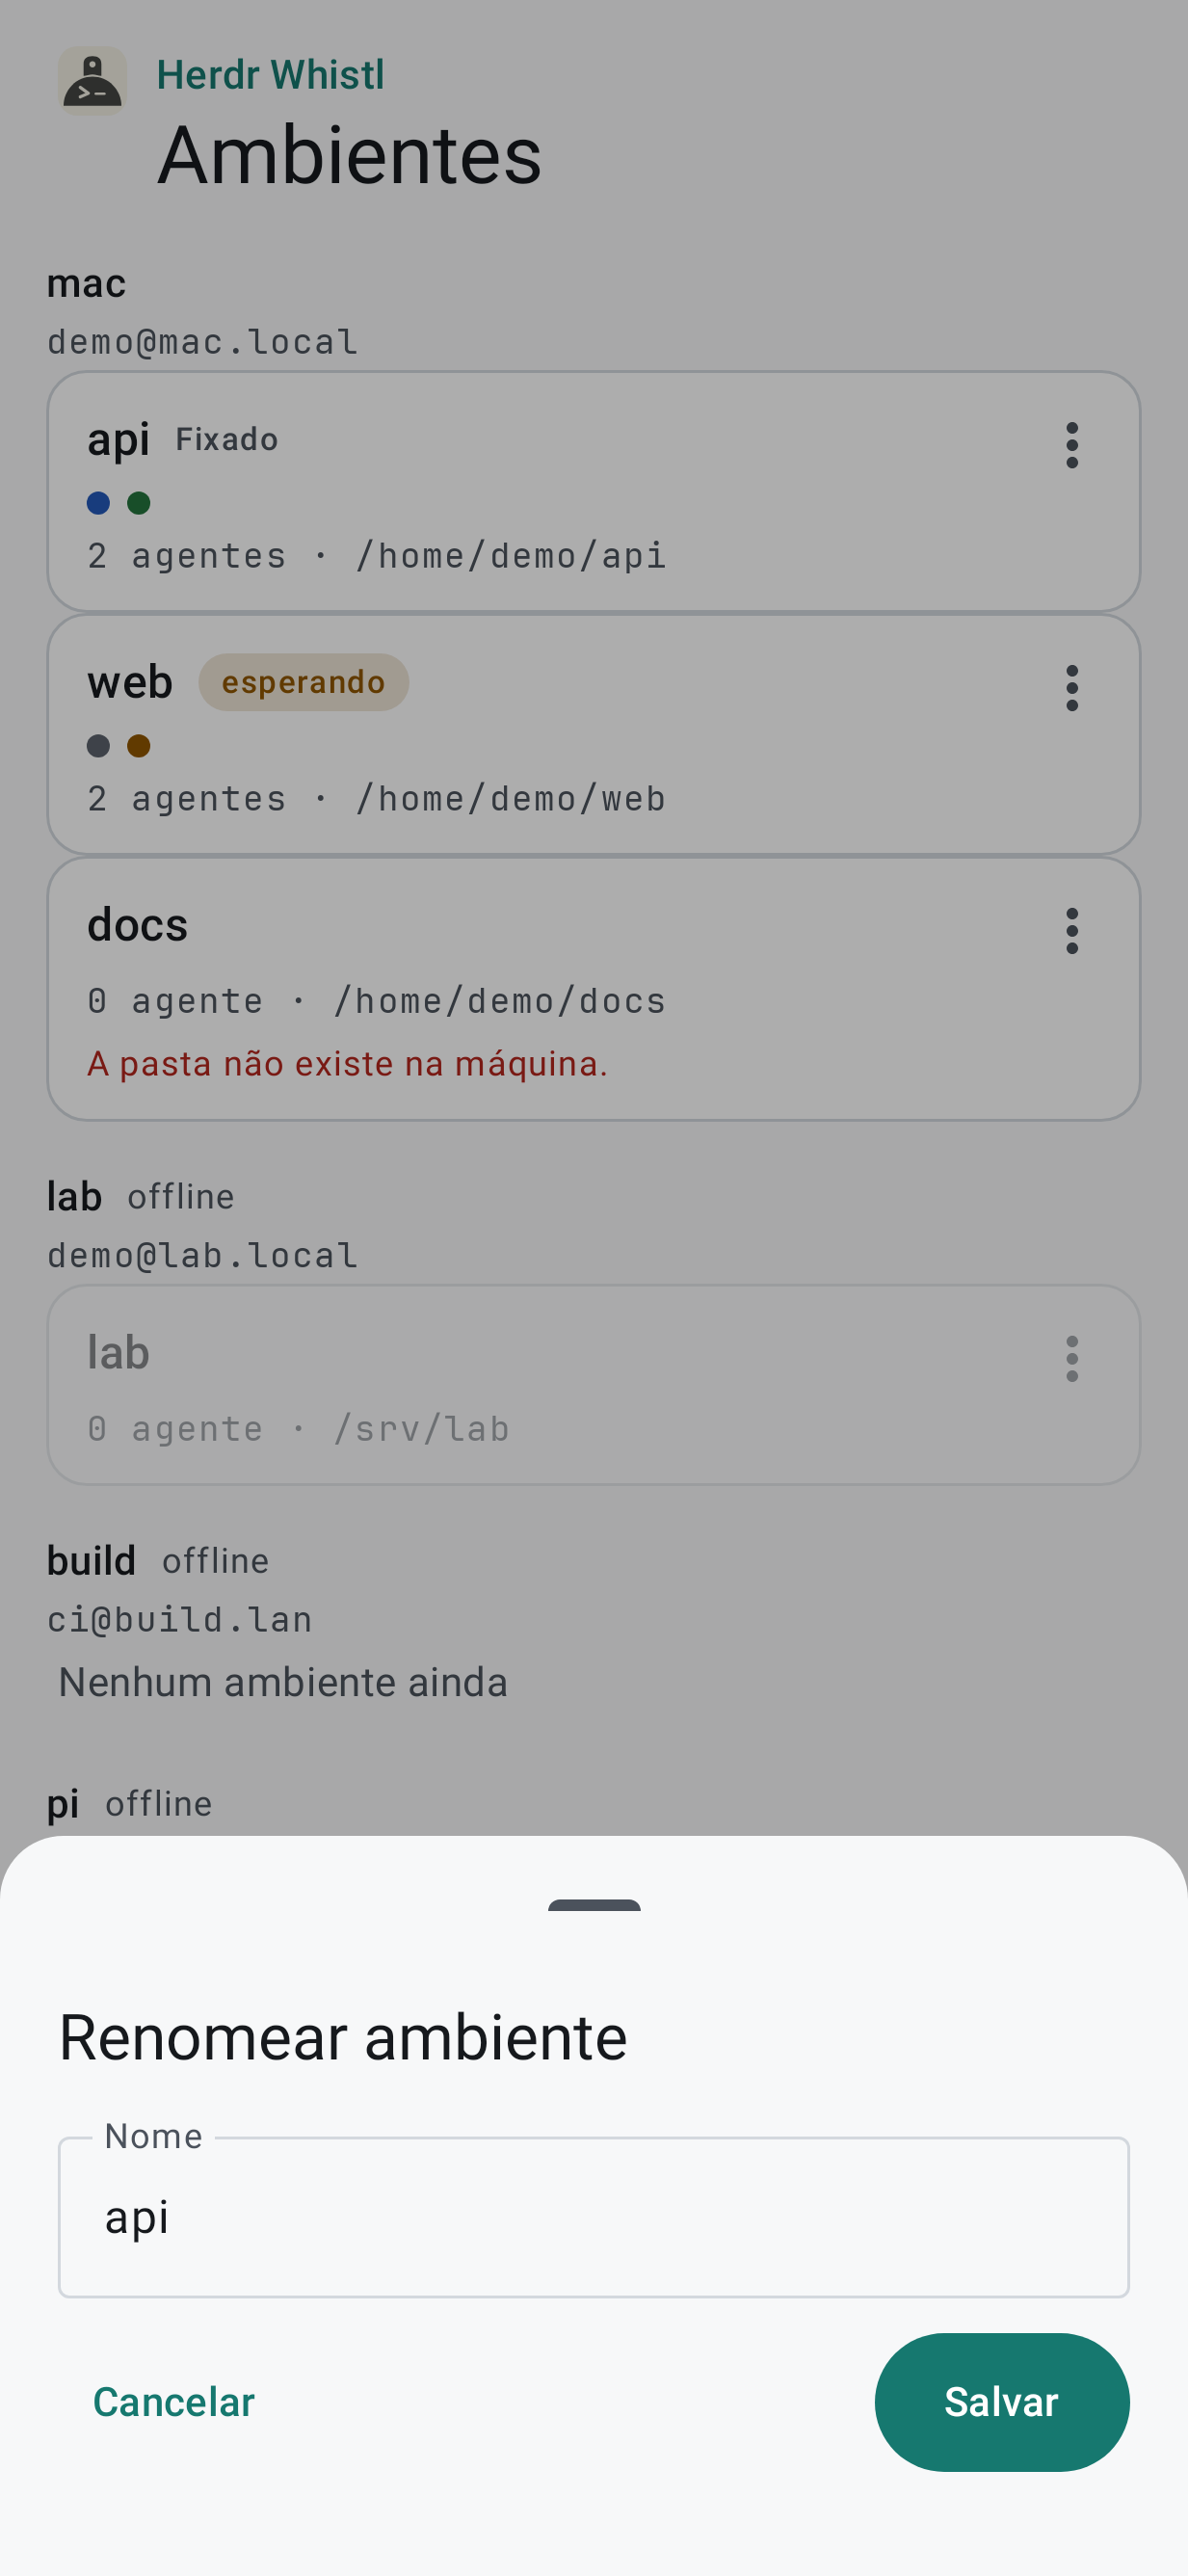 Herdr Whistl
Ambientes
mac
demo@mac.local
api Fixado
2 agentes · /home/demo/api
web esperando
2 agentes · /home/demo/web
docs
0 agente · /home/demo/docs
A pasta não existe na máquina.
lab offline
demo@lab.local
lab
0 agente · /srv/lab
build offline
ci@build.lan
Nenhum ambiente ainda
pi offline
Renomear ambiente
Nome
api
Cancelar Salvar